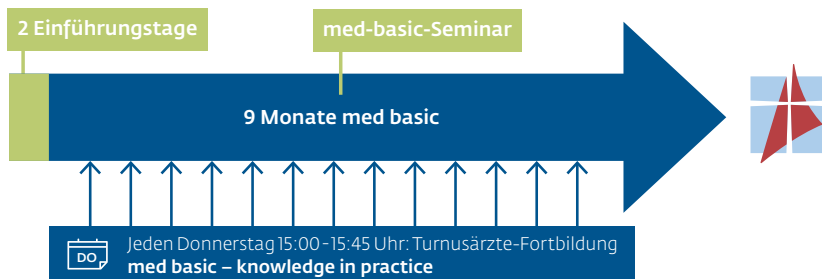 2 Einführungstage
med-basic-Seminar
9 Monate med basic
DO
Jeden Donnerstag 15:00-15:45 Uhr: Turnusärzte-Fortbildung
med basic – knowledge in practice